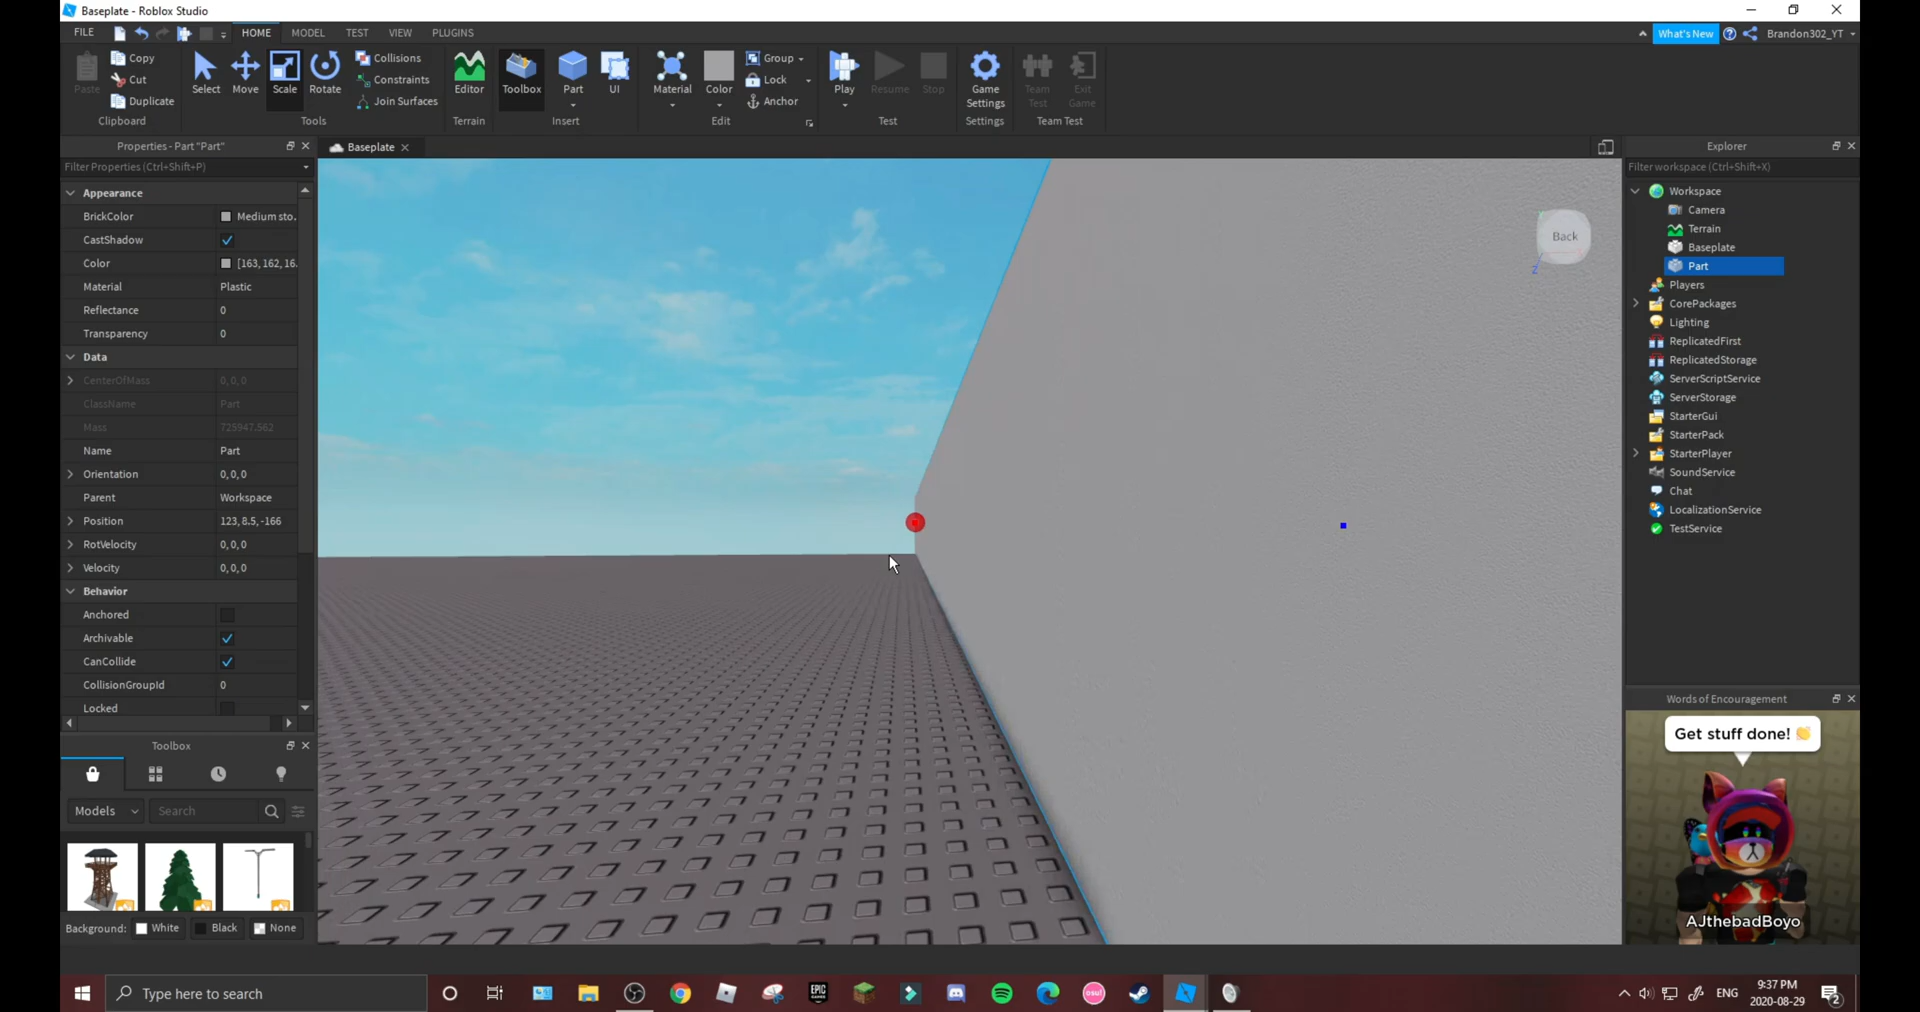 Baseplate - Roblox Studio
FILE HOME MODEL TEST VIEW PLUGINS What's New Brandon302_YT
Paste Copy Cut Duplicate Clipboard
Select Move Scale Rotate Collisions Constraints Join Surfaces Tools
Editor Terrain
Toolbox Part UI Insert
Material Color Group Lock Anchor Edit
Play Resume Stop Test
Game Settings Settings
Team Test Exit Game Team Test
Properties - Part "Part"
Filter Properties (Ctrl+Shift+P)
Appearance
BrickColor Medium sto.
CastShadow
Color [163, 162, 16.
Material Plastic
Reflectance 0
Transparency 0
Data
CenterOfMass 0, 0, 0
ClassName Part
Mass 725947.562
Name Part
Orientation 0, 0, 0
Parent Workspace
Position 123, 8.5, -166
RotVelocity 0, 0, 0
Velocity 0, 0, 0
Behavior
Anchored
Archivable
CanCollide
CollisionGroupId 0
Locked
Toolbox
Models Search
Background: White Black None
Baseplate
Back
Z
Explorer
Filter workspace (Ctrl+Shift+X)
Workspace
Camera
Terrain
Baseplate
Part
Players
CorePackages
Lighting
ReplicatedFirst
ReplicatedStorage
ServerScriptService
ServerStorage
StarterGui
StarterPack
StarterPlayer
SoundService
Chat
LocalizationService
TestService
Words of Encouragement
Get stuff done! 👏
AJthebadBoyo
Type here to search
EPIC GAMES
osu!
ENG
9:37 PM
2020-08-29
2